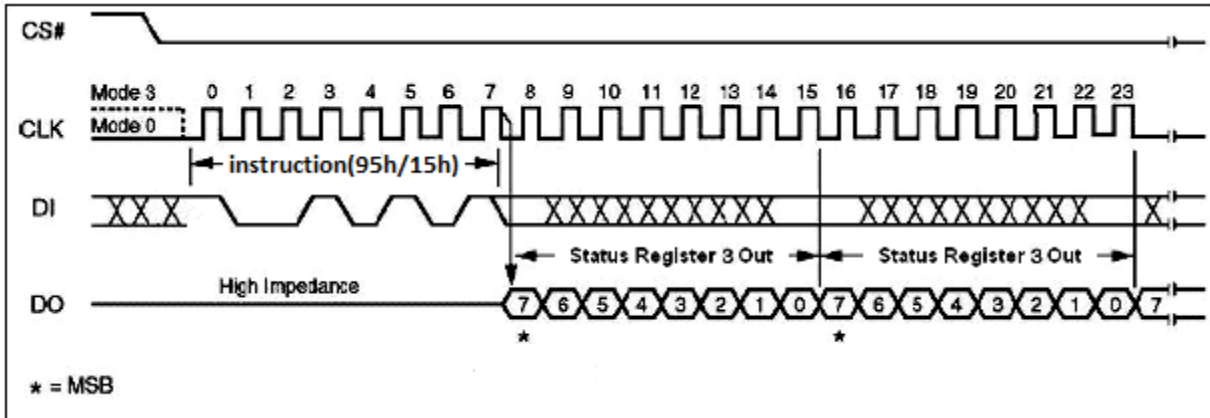 CS#
Mode 3 0 1 2 3 4 5 6 7 8 9 10 11 12 13 14 15 16 17 18 19 20 21 22 23
CLK Mode 0
instruction(95h/15h)
DI
Status Register 3 Out Status Register 3 Out
High Impedance
DO 7 6 5 4 3 2 1 0 7 6 5 4 3 2 1 0 7
* *
* = MSB